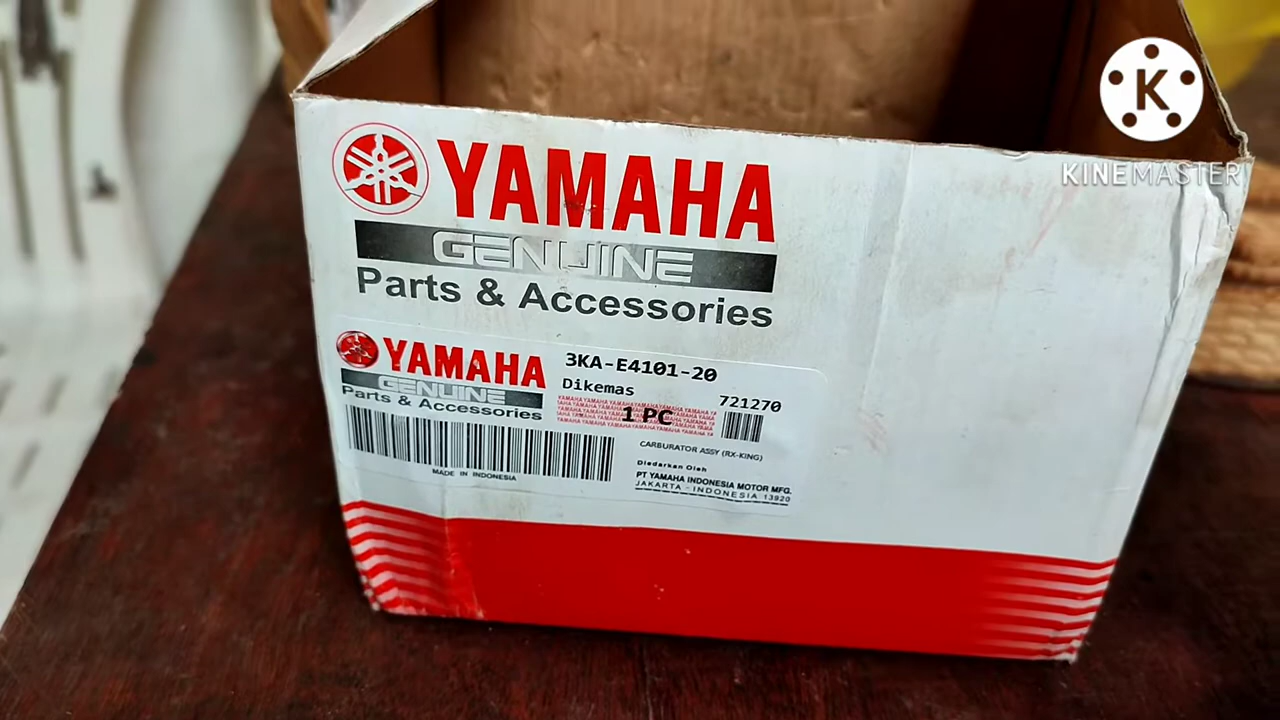 K
KINEMASTER
YAMAHA
GENUINE
Parts & Accessories
YAMAHA
GENUINE
Parts & Accessories
MADE IN INDONESIA
3KA-E4101-20
Dikemas
721270
1 PC
CARBURATOR ASSY (RX-KING)
Diedarkan Oleh
PT YAMAHA INDONESIA MOTOR MFG.
JAKARTA - INDONESIA 13920